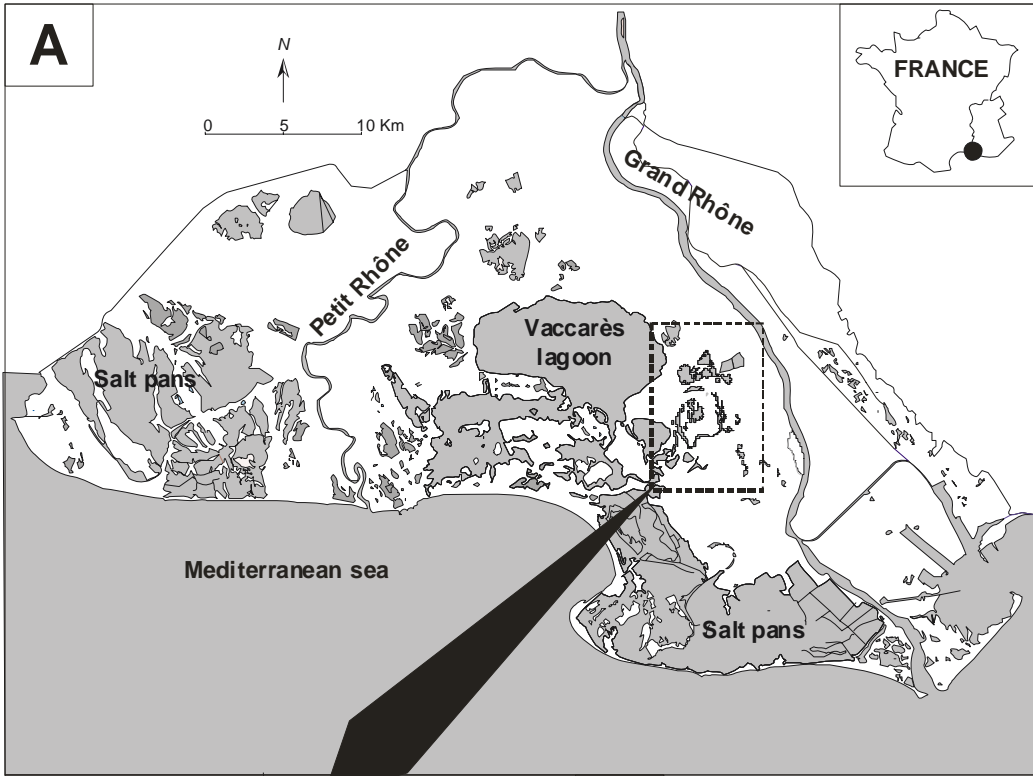 A
N
0 5 10 Km
FRANCE
Grand Rhône
Petit Rhône
Vaccarès
lagoon
Salt pans
Mediterranean sea
Salt pans